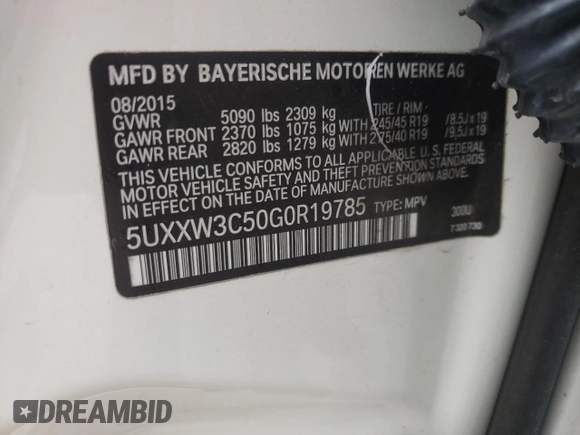 MFD BY BAYERISCHE MOTOREN WERKE AG
08/2015
GVWR 5090 lbs 2309 kg TIRE / RIM -
GAWR FRONT 2370 lbs 1075 kg WITH 245/45 R19 / 8.5J x 19
GAWR REAR 2820 lbs 1279 kg WITH 275/40 R19 / 9,5J x 19
THIS VEHICLE CONFORMS TO ALL APPLICABLE U.S. FEDERAL
MOTOR VEHICLE SAFETY AND THEFT PREVENTION STANDARDS
IN EFFECT ON THE DATE OF MANUFACTURE SHOWN ABOVE.
5UXXW3C50G0R19785 TYPE: MPV 300U
7 320 730
DREAMBID